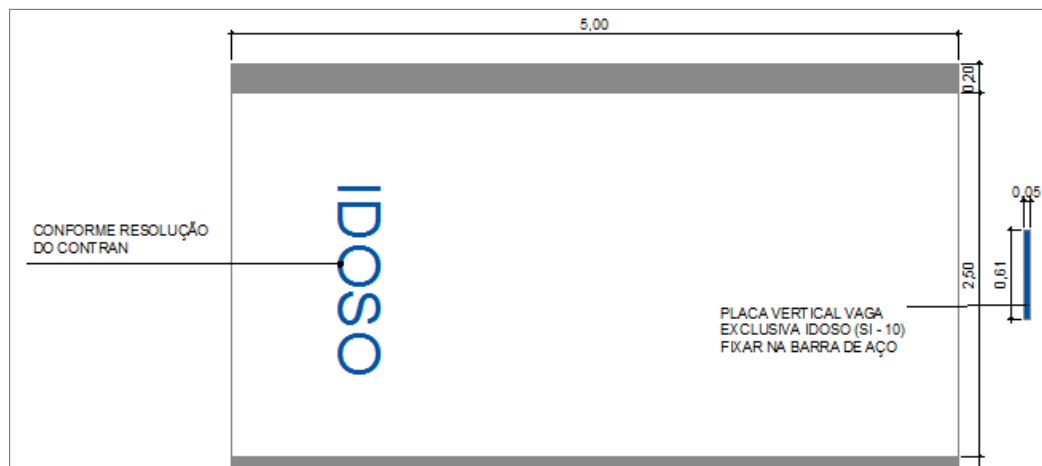 5,00
0,20
CONFORME RESOLUÇÃO
DO CONTRAN
IDOSO
2,50
0,61
0,05
PLACA VERTICAL VAGA
EXCLUSIVA IDOSO (SI - 10)
FIXAR NA BARRA DE AÇO